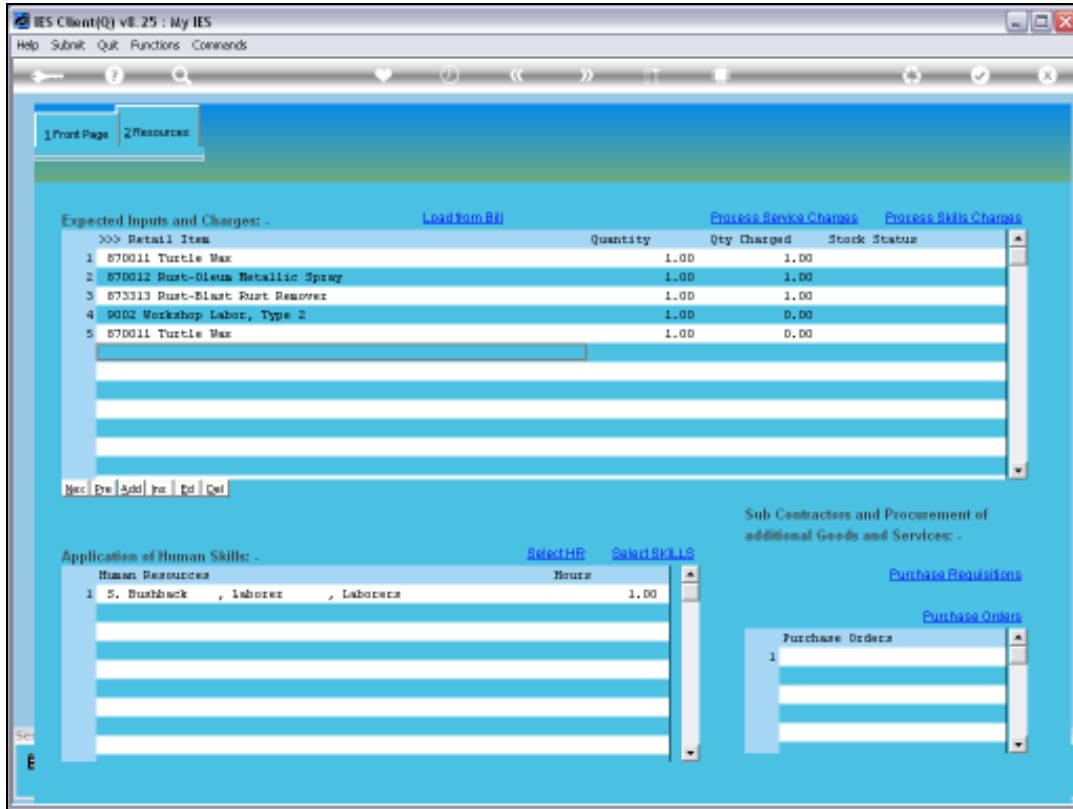 IES Client(Q) v8.25 : My IES
Help Submit Quit Functions Commands
1 Front Page 2 Resources
Expected Inputs and Charges: - Load from Bill Process Service Charges Process Skills Charges
>>> Retail Item Quantity Qty Charged Stock Status
1 870011 Turtle Wax 1.00 1.00
2 870012 Rust-Oleum Metallic Spray 1.00 1.00
3 873313 Rust-Blast Rust Remover 1.00 1.00
4 9002 Workshop Labor, Type 2 1.00 0.00
5 870011 Turtle Wax 1.00 0.00
Nex Pre Add Ins Ed Del
Sub Contractors and Procurement of
additional Goods and Services: -
Application of Human Skills: - Select HR Select SKILLS
Human Resources Hours
Purchase Requisitions
1 S. Bushback , laborer , Laborers 1.00
Purchase Orders
Purchase Orders
1